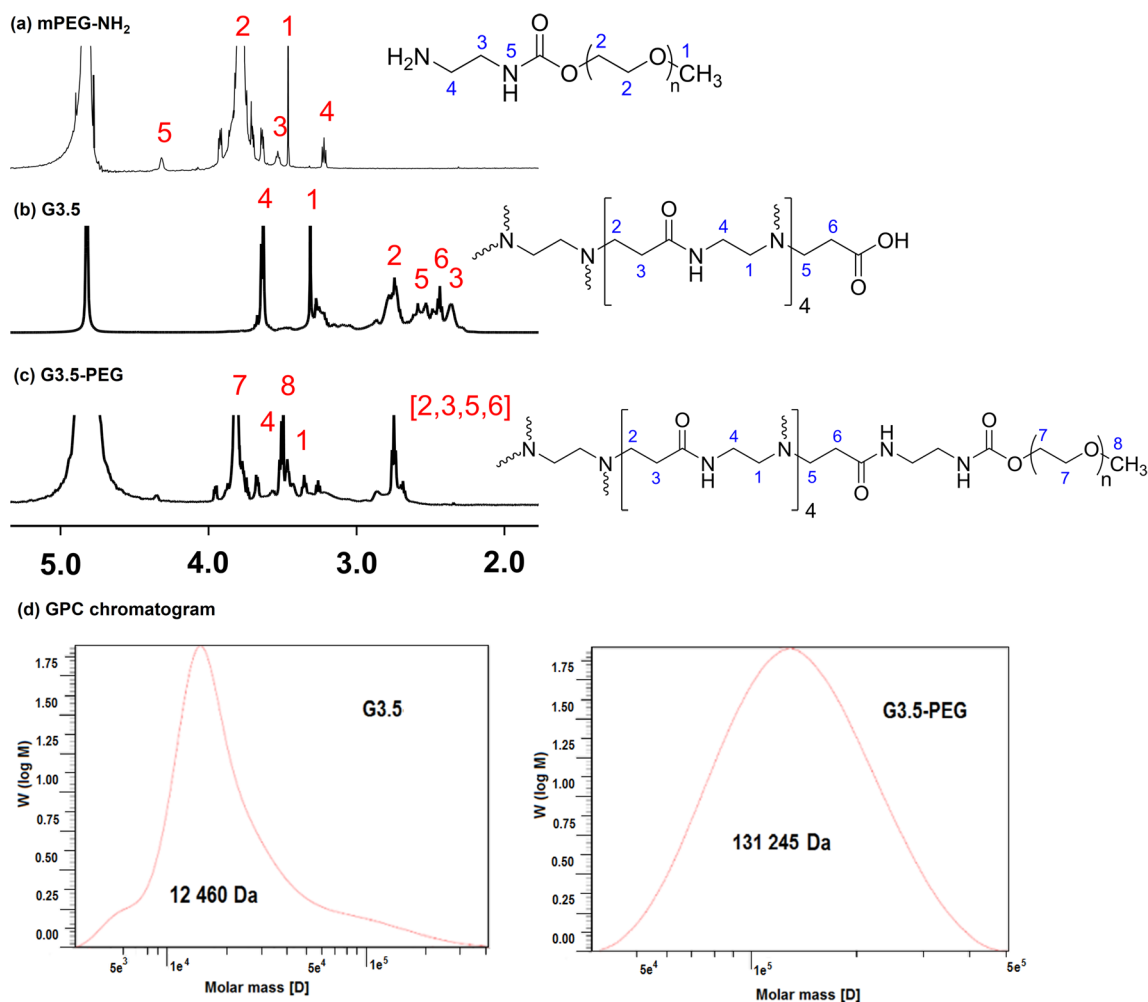 (a) mPEG-NH2
2
1
5
3
4
H2N
3
4
5
N
H
O
O
2
2
O
n
1
CH3
(b) G3.5
4
1
2
5
6
3
N
N
2
3
O
N
H
4
1
N
4
5
6
O
OH
(c) G3.5-PEG
7
8
4
1
[2,3,5,6]
N
N
2
3
O
N
H
4
1
N
4
5
6
O
H
N
N
H
O
O
7
7
O
n
8
5.0 4.0 3.0 2.0
(d) GPC chromatogram
W (log M)
1.75
1.50
1.25
1.00
0.75
0.50
0.25
0.00
G3.5
12 460 Da
5e3 1e4 5e4 1e5
Molar mass [D]
W (log M)
1.75
1.50
1.25
1.00
0.75
0.50
0.25
0.00
G3.5-PEG
131 245 Da
5e4 1e5 5e5
Molar mass [D]